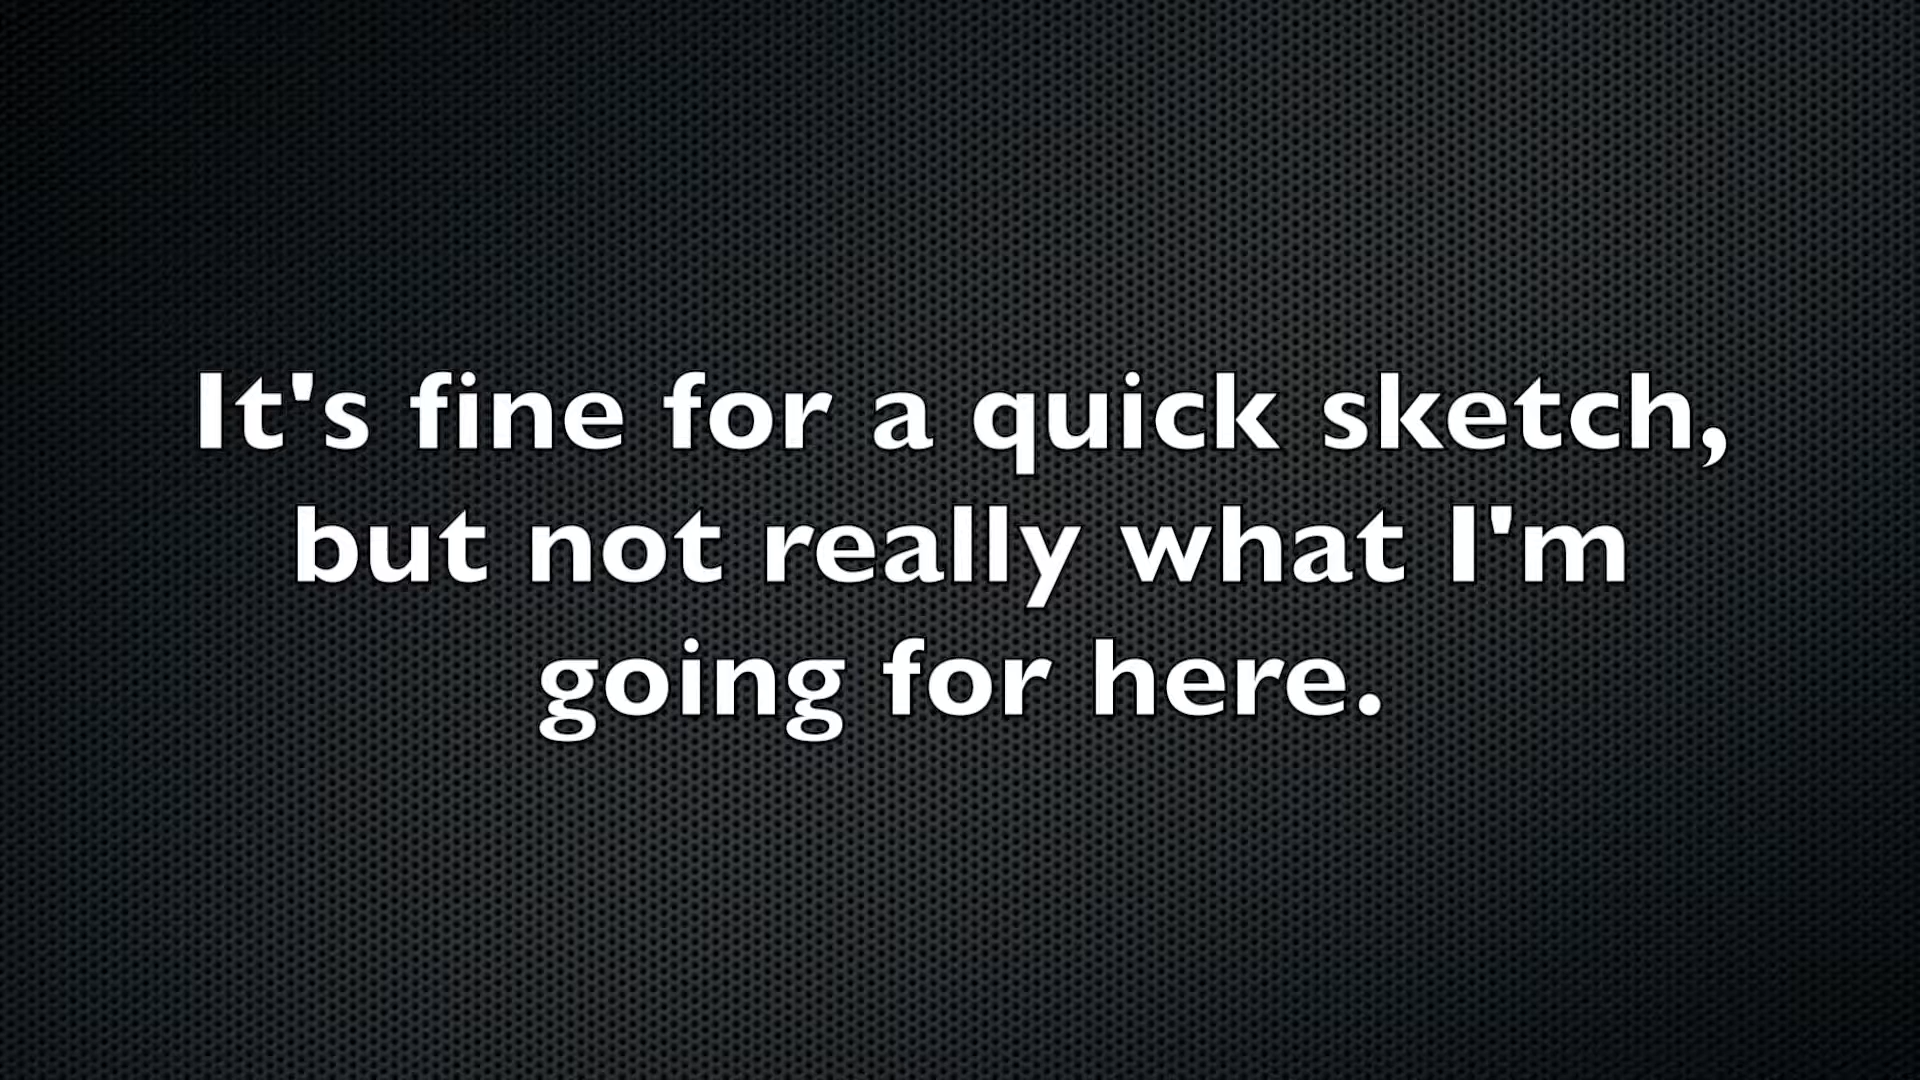 It's fine for a quick sketch,
but not really what I'm
going for here.